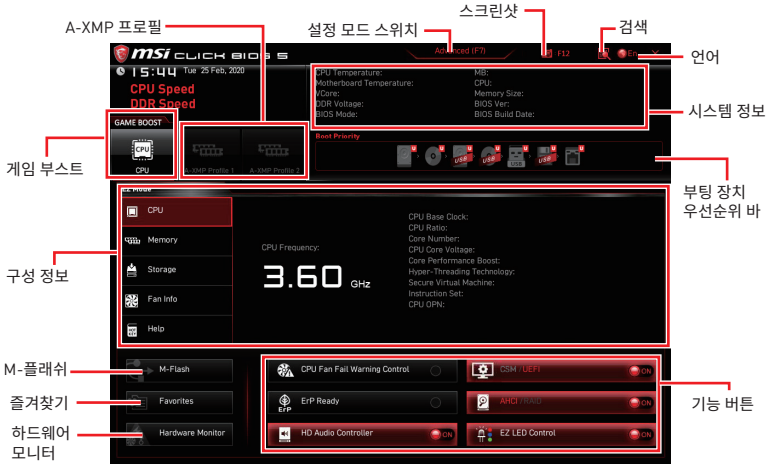 스크린샷
A-XMP 프로필
설정 모드 스위치
검색
msi CLICK BIOS 5
Advanced (F7)
F12
En
X
언어
15:44 Tue 25 Feb, 2020
CPU Speed
DDR Speed
CPU Temperature:
Motherboard Temperature:
VCore:
DDR Voltage:
BIOS Mode:
MB:
CPU:
Memory Size:
BIOS Ver:
BIOS Build Date:
시스템 정보
GAME BOOST
CPU
CPU
A-XMP Profile 1
A-XMP Profile 2
게임 부스트
Boot Priority
U
U
USB
U
USB
U
USB
U
USB
U
U
부팅 장치
우선순위 바
EZ Mode
CPU
Memory
Storage
Fan Info
HOT KEY
Help
구성 정보
CPU Frequency:
3.60 GHz
CPU Base Clock:
CPU Ratio:
Core Number:
CPU Core Voltage:
Core Performance Boost:
Hyper-Threading Technology:
Secure Virtual Machine:
Instruction Set:
CPU OPN:
M-플래쉬
M-Flash
즐겨찾기
Favorites
하드웨어
모니터
Hardware Monitor
CPU Fan Fail Warning Control
CSM /UEFI
ON
ErP
ErP Ready
AHCI /RAID
ON
HD Audio Controller
ON
EZ LED Control
ON
기능 버튼